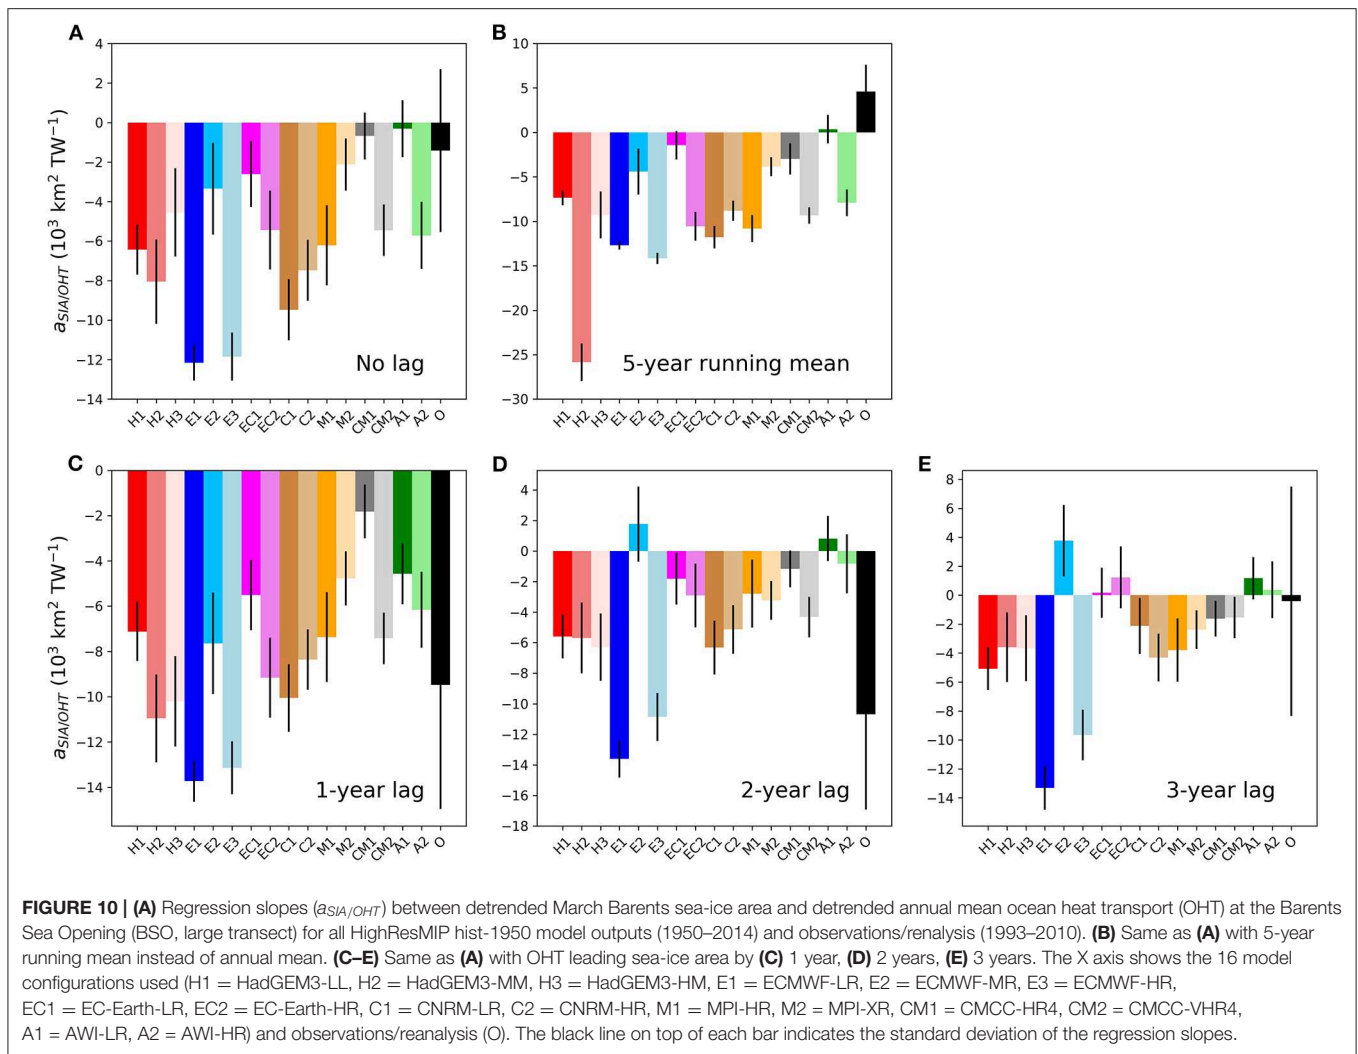 A
4
2
0
−2
−4
−6
−8
−10
−12
−14
a_SIA/OHT (10³ km² TW⁻¹)
No lag
H1 H2 H3 E1 E2 E3 EC1 EC2 C1 C2 M1 M2 CM1 CM2 A1 A2 O
B
10
5
0
−5
−10
−15
−20
−25
−30
5-year running mean
H1 H2 H3 E1 E2 E3 EC1 EC2 C1 C2 M1 M2 CM1 CM2 A1 A2 O
C
0
−2
−4
−6
−8
−10
−12
−14
a_SIA/OHT (10³ km² TW⁻¹)
1-year lag
H1 H2 H3 E1 E2 E3 EC1 EC2 C1 C2 M1 M2 CM1 CM2 A1 A2 O
D
4
2
0
−2
−4
−6
−8
−10
−12
−14
−16
−18
2-year lag
H1 H2 H3 E1 E2 E3 EC1 EC2 C1 C2 M1 M2 CM1 CM2 A1 A2 O
E
8
6
4
2
0
−2
−4
−6
−8
−10
−12
−14
3-year lag
H1 H2 H3 E1 E2 E3 EC1 EC2 C1 C2 M1 M2 CM1 CM2 A1 A2 O
FIGURE 10 | (A) Regression slopes (a_SIA/OHT) between detrended March Barents sea-ice area and detrended annual mean ocean heat transport (OHT) at the Barents
Sea Opening (BSO, large transect) for all HighResMIP hist-1950 model outputs (1950–2014) and observations/renalysis (1993–2010). (B) Same as (A) with 5-year
running mean instead of annual mean. (C–E) Same as (A) with OHT leading sea-ice area by (C) 1 year, (D) 2 years, (E) 3 years. The X axis shows the 16 model
configurations used (H1 = HadGEM3-LL, H2 = HadGEM3-MM, H3 = HadGEM3-HM, E1 = ECMWF-LR, E2 = ECMWF-MR, E3 = ECMWF-HR,
EC1 = EC-Earth-LR, EC2 = EC-Earth-HR, C1 = CNRM-LR, C2 = CNRM-HR, M1 = MPI-HR, M2 = MPI-XR, CM1 = CMCC-HR4, CM2 = CMCC-VHR4,
A1 = AWI-LR, A2 = AWI-HR) and observations/reanalysis (O). The black line on top of each bar indicates the standard deviation of the regression slopes.